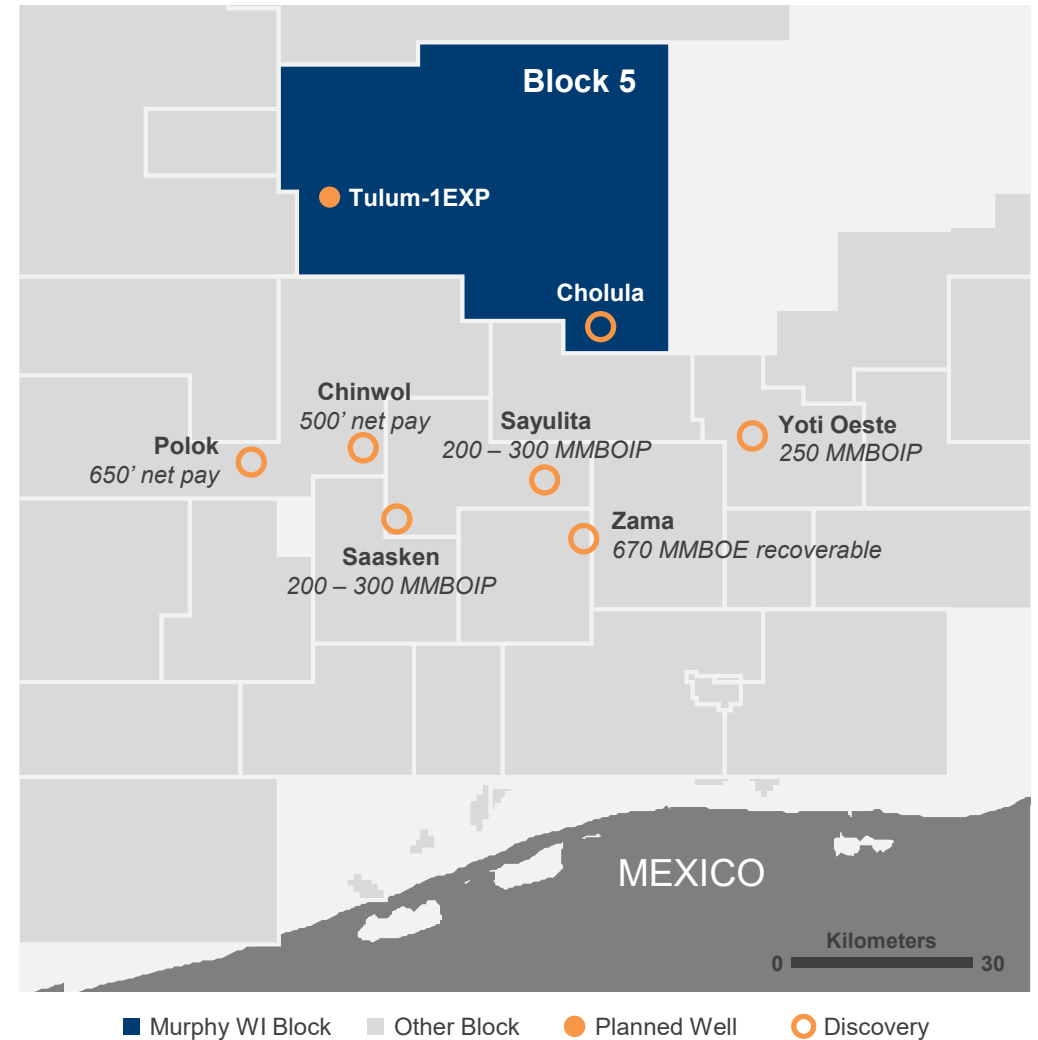 Block 5
Tulum-1EXP
Cholula
Chinwol
500’ net pay
Sayulita
200 – 300 MMBOIP
Yoti Oeste
250 MMBOIP
Polok
650’ net pay
Zama
670 MMBOE recoverable
Saasken
200 – 300 MMBOIP
MEXICO
Kilometers
0 30
Murphy WI Block Other Block Planned Well Discovery